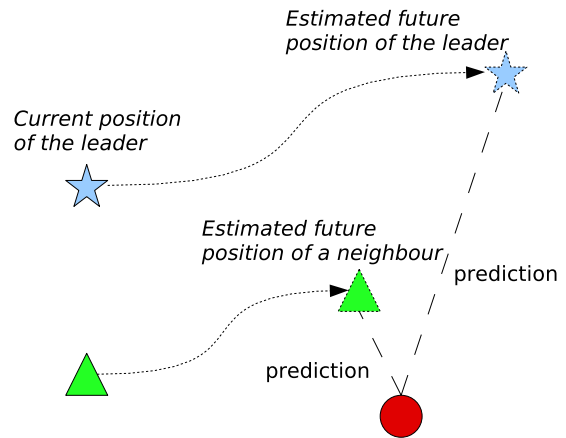 Estimated future
position of the leader
Current position
of the leader
Estimated future
position of a neighbour
prediction
prediction